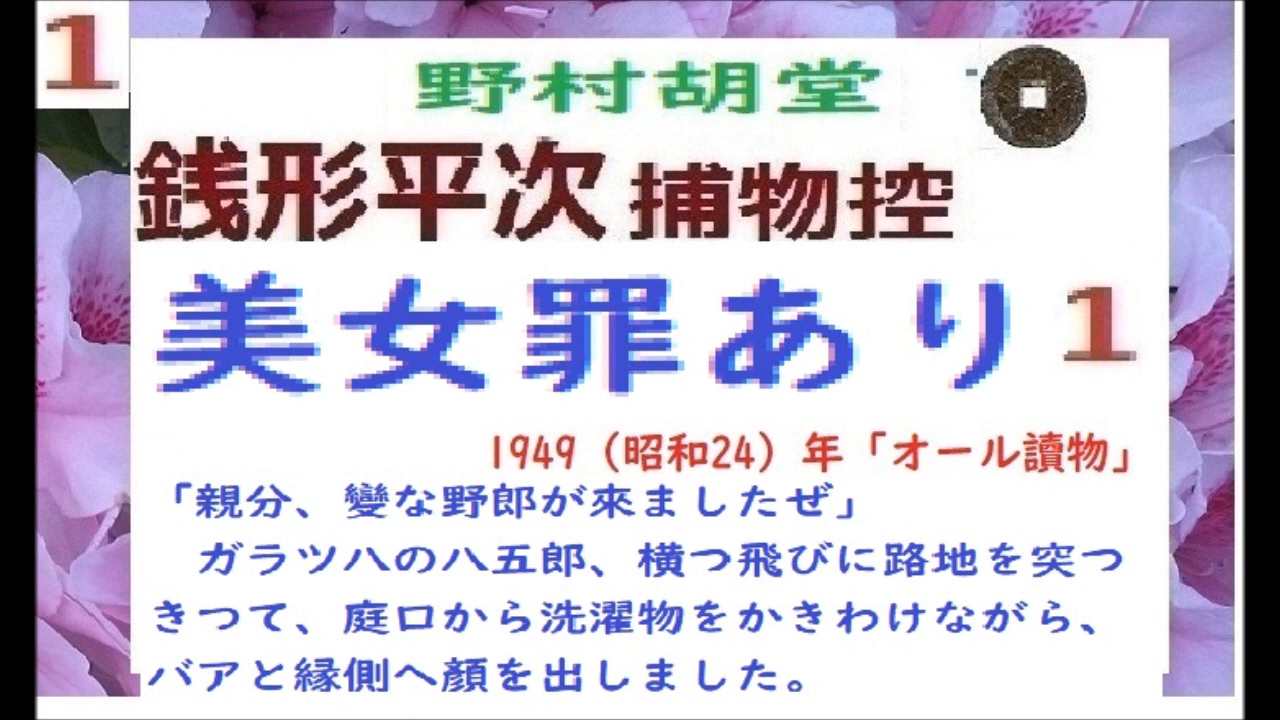 1
野村胡堂
銭形平次 捕物控
美女罪あり 1
1949（昭和24）年「オール讀物」
「親分、變な野郎が來ましたぜ」
　ガラツハのハ五郎、横つ飛びに路地を突つ
きつて、庭口から洗濯物をかきわけながら、
バアと縁側へ顏を出しました。